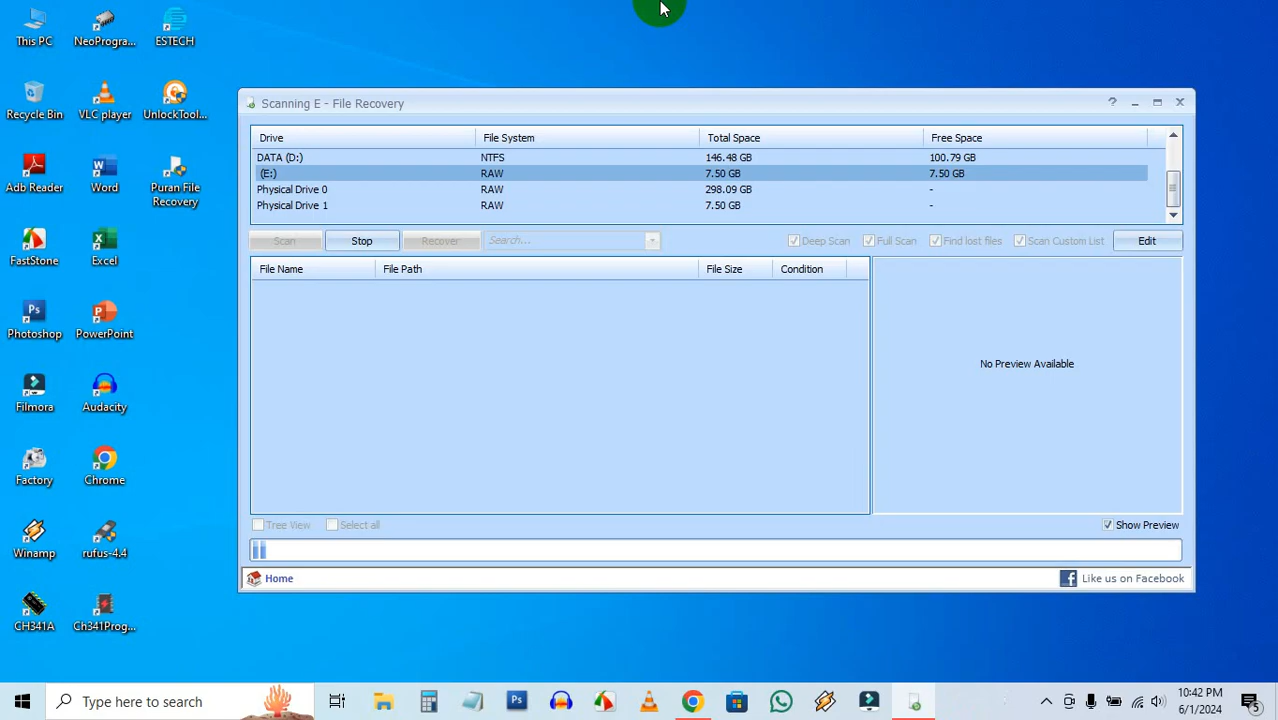 This PC
NeoProgra...
ESTECH
Recycle Bin
VLC player
UnlockTool...
Adb Reader
Word
Puran File
Recovery
FastStone
Excel
Photoshop
PowerPoint
Filmora
Audacity
Factory
Chrome
Winamp
rufus-4.4
CH341A
Ch341Prog...
Scanning E - File Recovery
Drive File System Total Space Free Space
DATA (D:) NTFS 146.48 GB 100.79 GB
(E:) RAW 7.50 GB 7.50 GB
Physical Drive 0 RAW 298.09 GB -
Physical Drive 1 RAW 7.50 GB -
Scan Stop Recover Search... Deep Scan Full Scan Find lost files Scan Custom List Edit
File Name File Path File Size Condition
No Preview Available
Tree View Select all Show Preview
Home Like us on Facebook
Type here to search
10:42 PM
6/1/2024
5